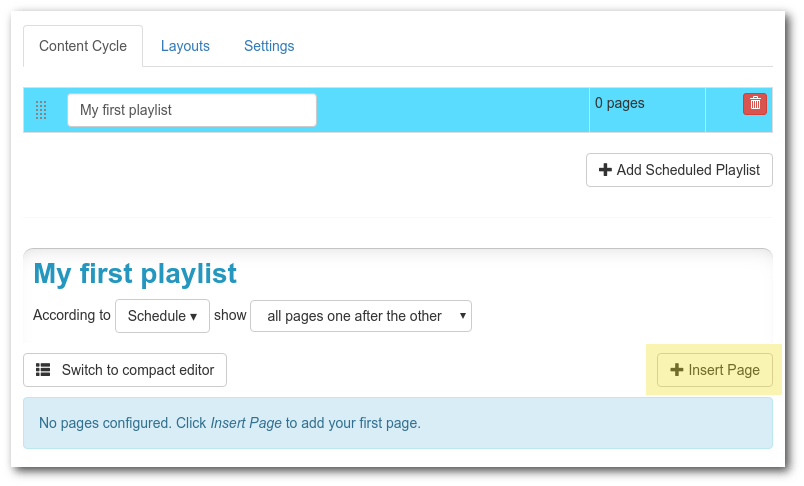 Content Cycle Layouts Settings
My first playlist 0 pages
Add Scheduled Playlist
My first playlist
According to Schedule ▾ show all pages one after the other
Switch to compact editor Insert Page
No pages configured. Click Insert Page to add your first page.